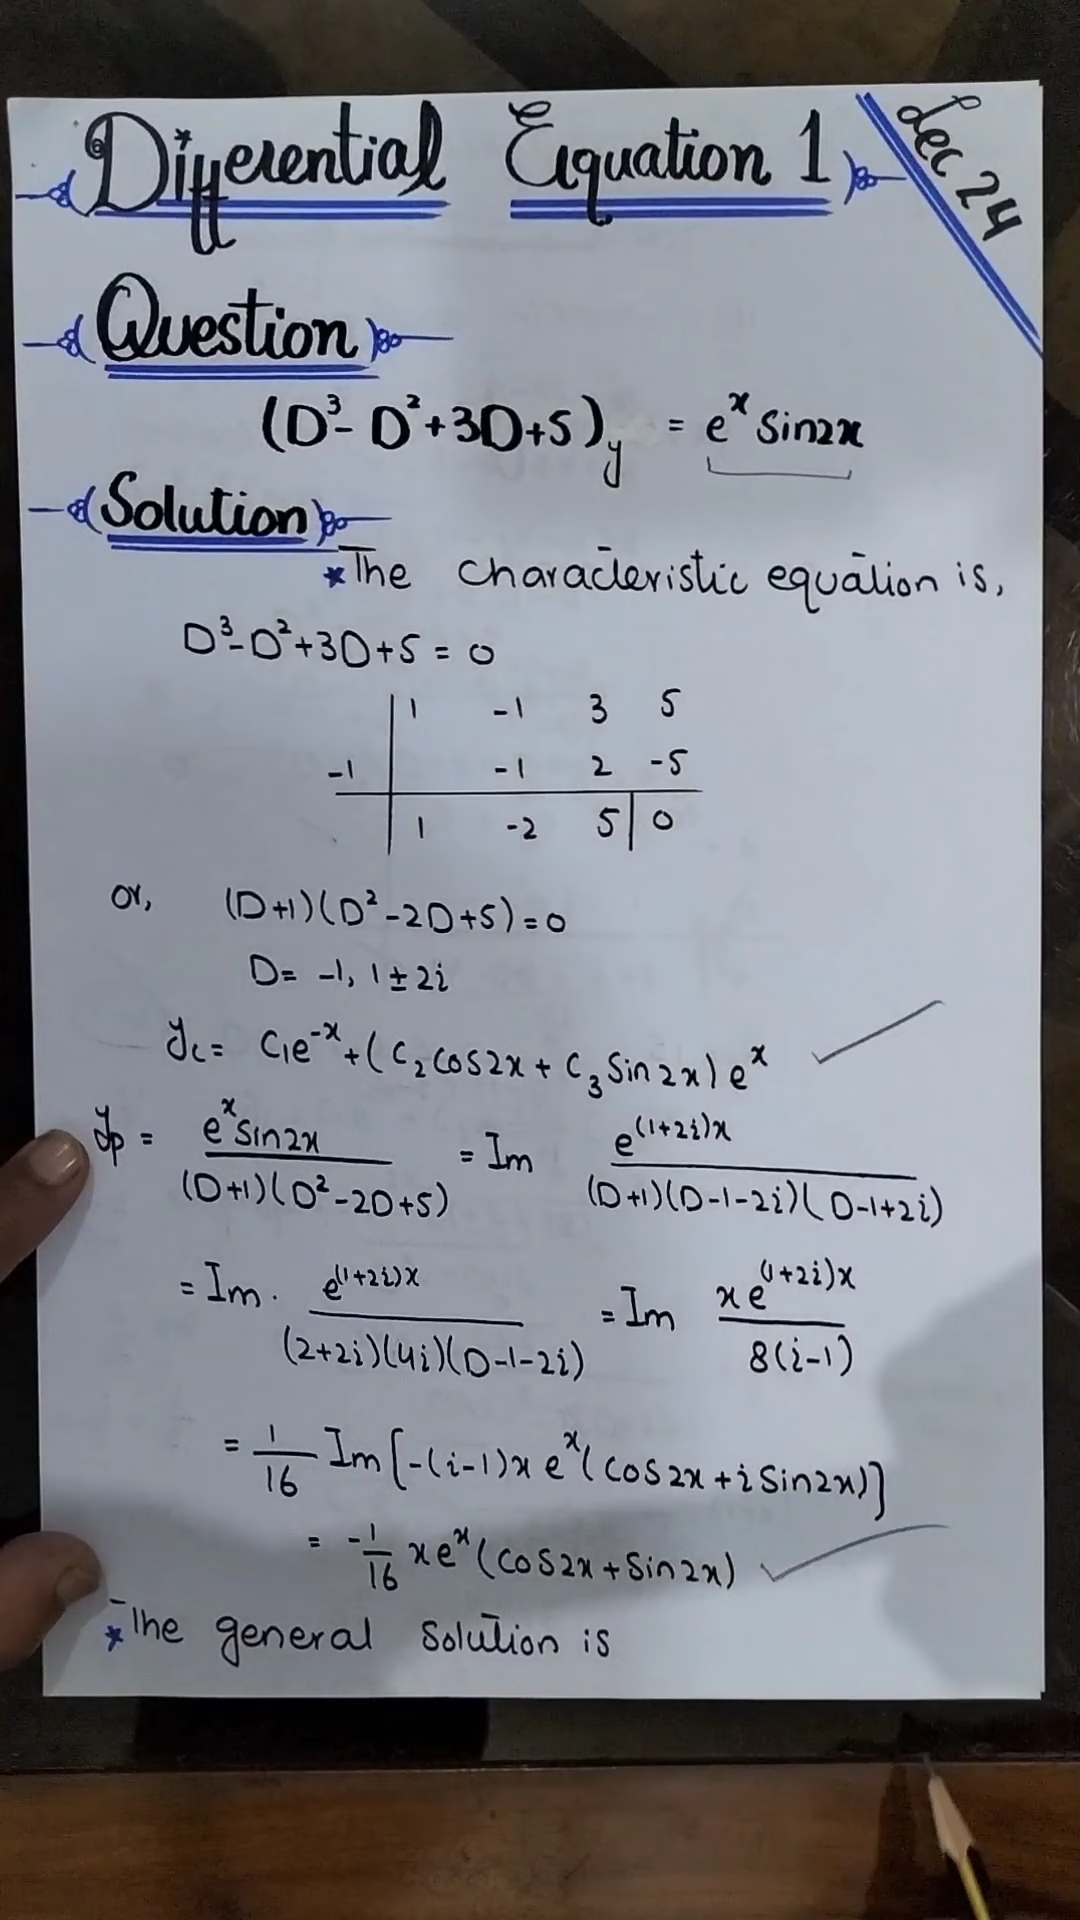 Differential Equation 1
Lec 24
Question
(D³- D²+3D+5)y = eˣ Sin2x
Solution
*The characteristic equation is,
D³-D²+3D+5 = 0
1 -1 3 5
-1 -1 2 -5
1 -2 5 0
or, (D+1)(D²-2D+5)=0
D= -1, 1±2i
yc= C₁e⁻ˣ+(C₂cos2x + C₃Sin2x) eˣ
yp = eˣSin2x / (D+1)(D²-2D+5) = Im e⁽¹⁺²ⁱ⁾ˣ / (D+1)(D-1-2i)(D-1+2i)
= Im. e⁽¹⁺²ⁱ⁾ˣ / (2+2i)(4i)(D-1-2i) = Im xe⁽¹⁺²ⁱ⁾ˣ / 8(i-1)
= 1/16 Im[-(i-1)x eˣ(cos2x+iSin2x)]
= -1/16 xeˣ(cos2x+Sin2x)
*The general solution is